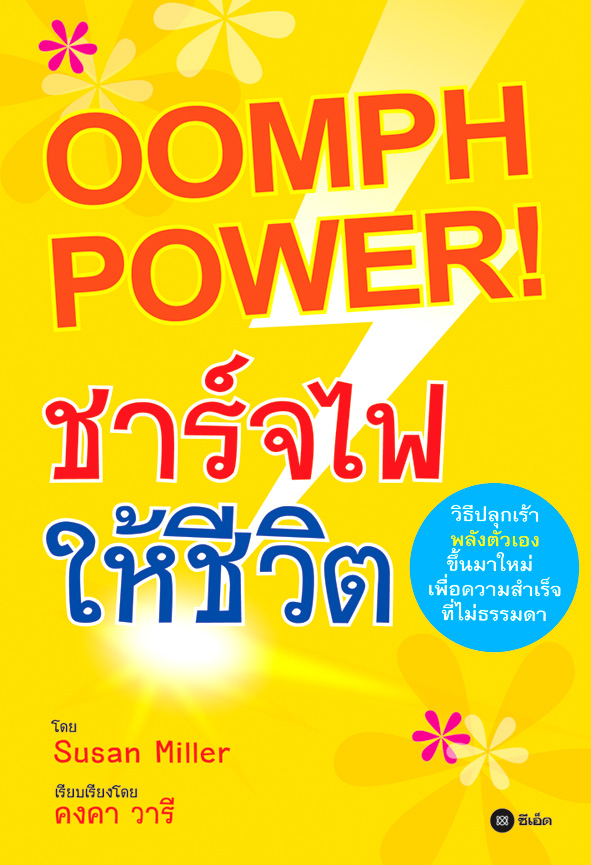 OOMPH
POWER!
ชาร์จไฟ
ให้ชีวิต
วิธีปลุกเร้า
พลังตัวเอง
ขึ้นมาใหม่
เพื่อความสำเร็จ
ที่ไม่ธรรมดา
โดย
Susan Miller
เรียบเรียงโดย
คงคา วารี
ซีเอ็ด